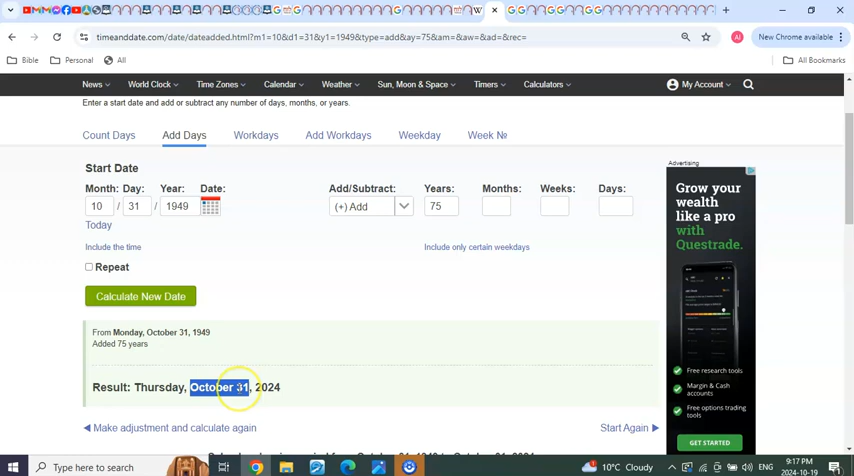 timeanddate.com/date/dateadded.html?m1=10&d1=31&y1=1949&type=add&ay=75&am=&aw=&ad=&rec=
AI
New Chrome available
Bible
Personal
All
All Bookmarks
News
World Clock
Time Zones
Calendar
Weather
Sun, Moon & Space
Timers
Calculators
My Account
Enter a start date and add or subtract any number of days, months, or years.
Count Days
Add Days
Workdays
Add Workdays
Weekday
Week №
Start Date
Month: Day: Year: Date:
Add/Subtract: Years: Months: Weeks: Days:
10 / 31 / 1949
(+) Add
75
Today
Include the time
Include only certain weekdays
Repeat
Calculate New Date
From Monday, October 31, 1949
Added 75 years
Result: Thursday, October 31, 2024
Make adjustment and calculate again
Start Again
Advertising
Grow your
wealth
like a pro
with
Questrade.
Free research tools
Margin & Cash
accounts
Free options trading
tools
GET STARTED
Type here to search
10°C Cloudy
ENG
9:17 PM
2024-10-19